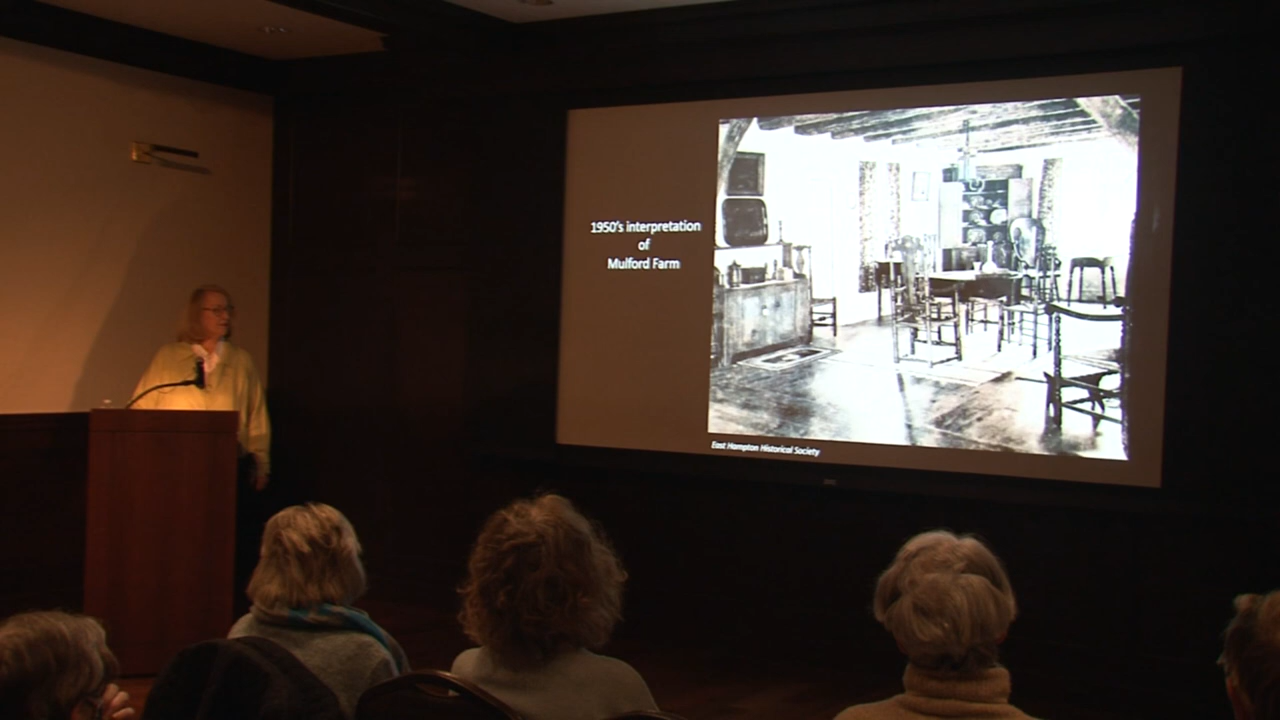 1950's interpretation
of
Mulford Farm
East Hampton Historical Society